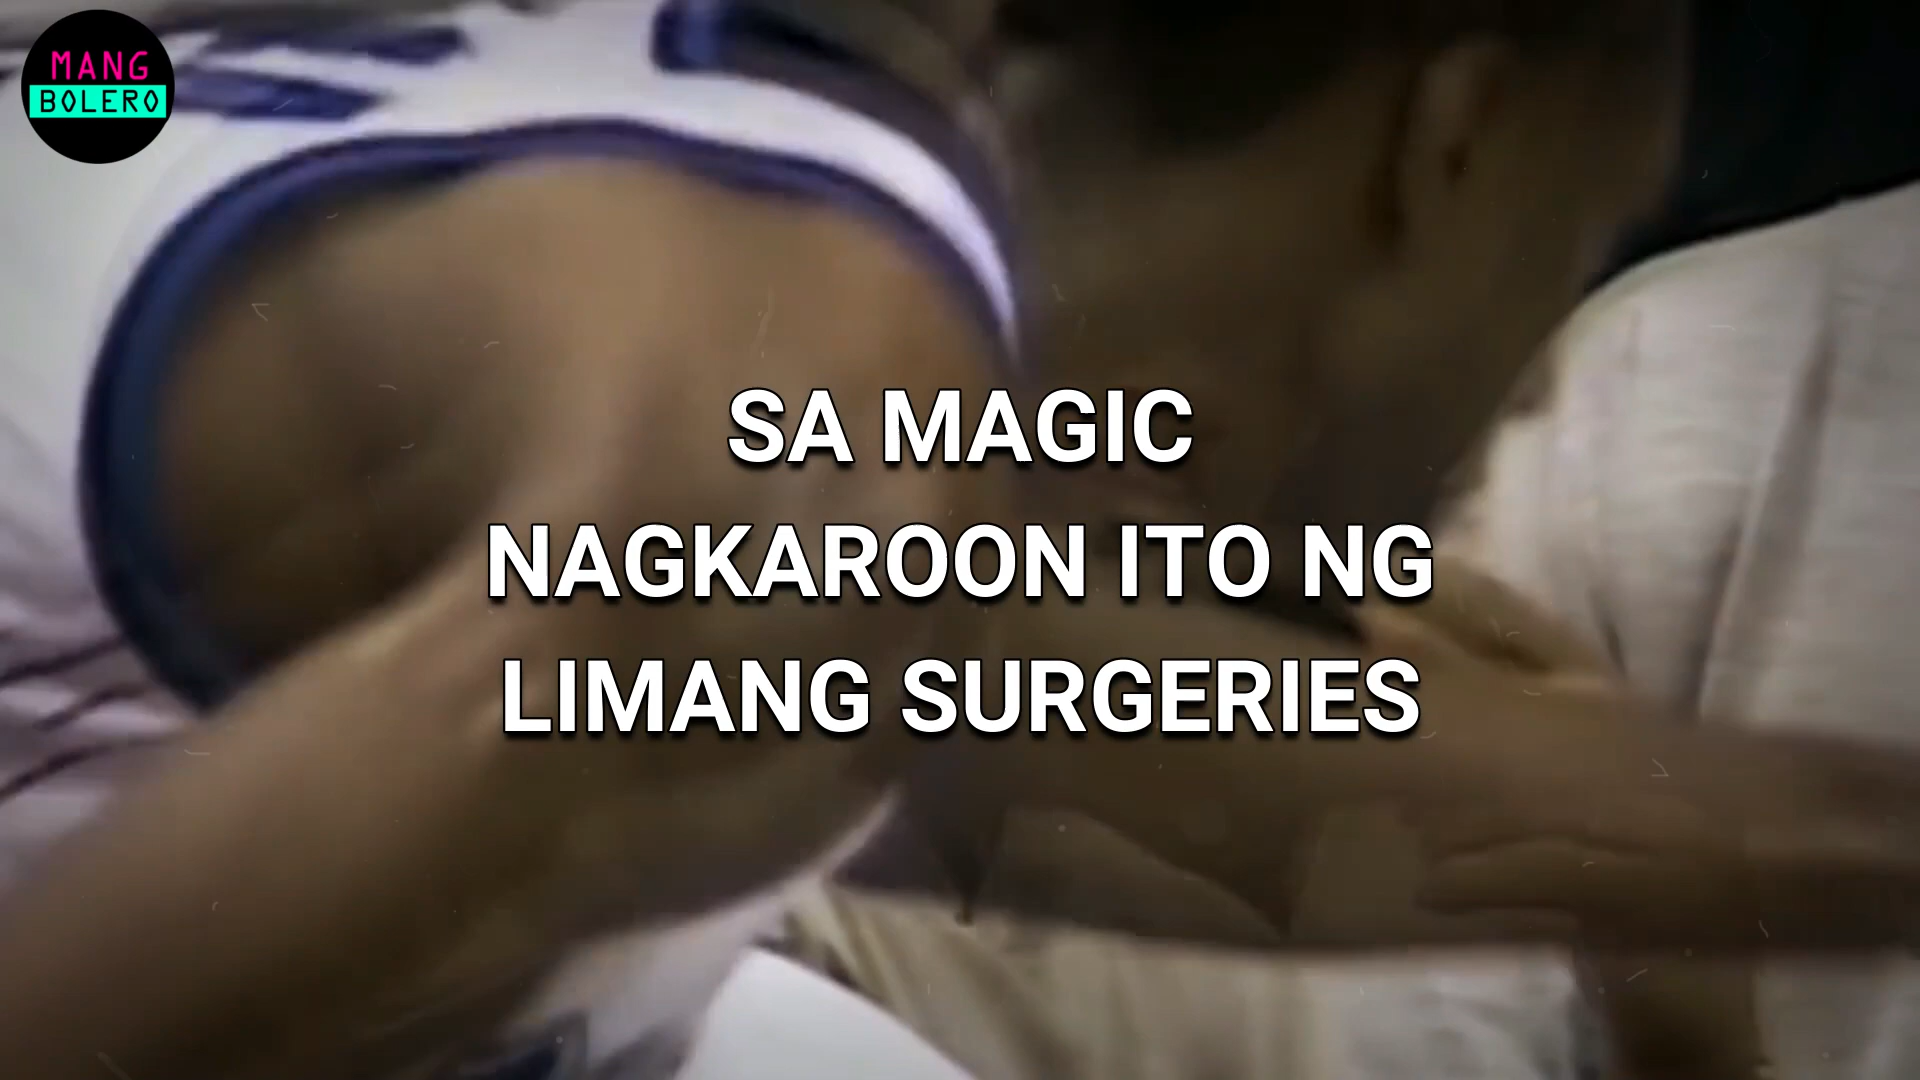 MANG
BOLERO
SA MAGIC
NAGKAROON ITO NG
LIMANG SURGERIES